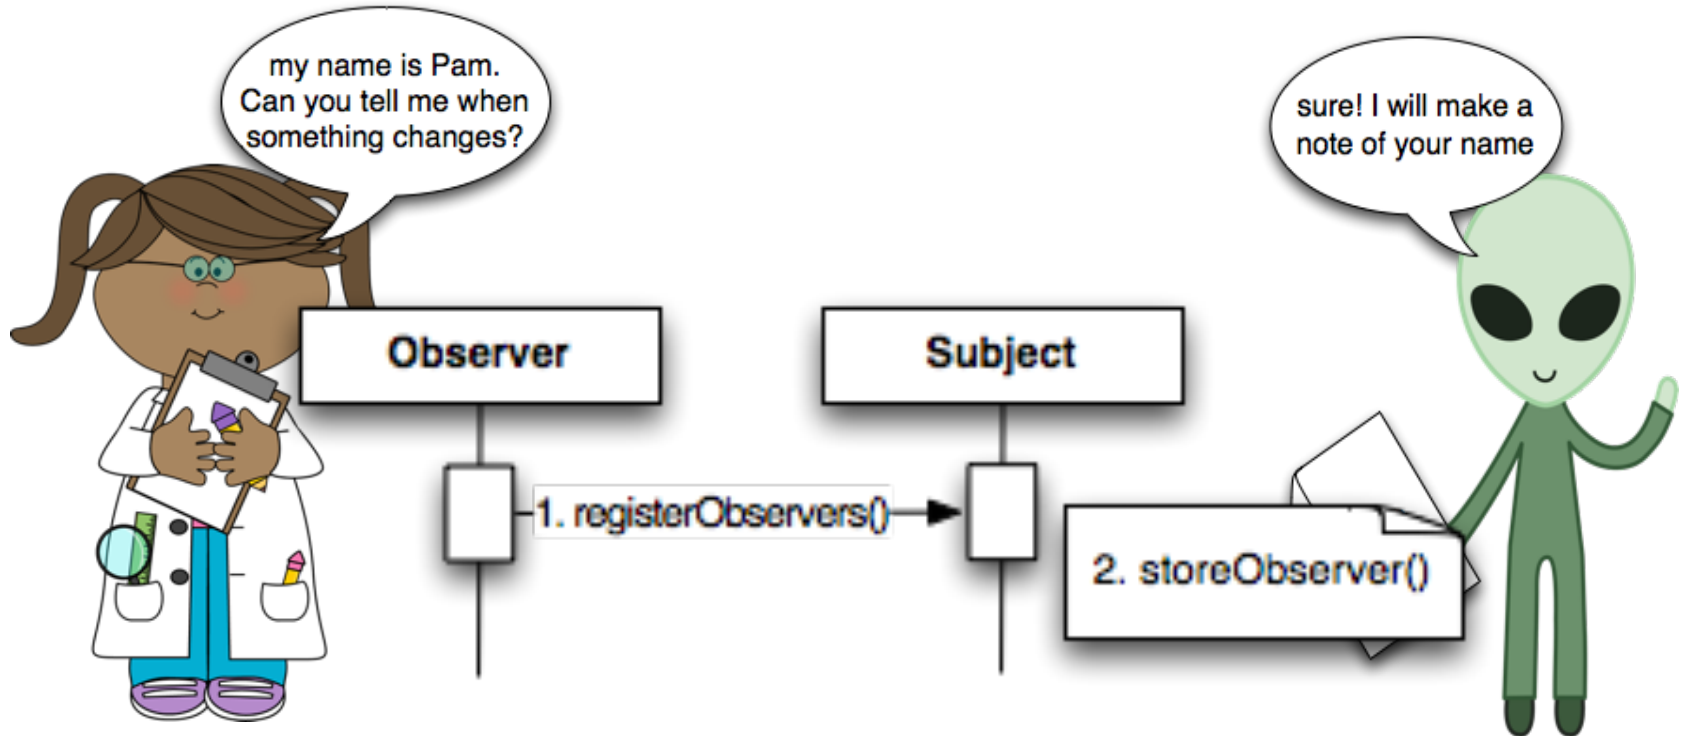 my name is Pam.
Can you tell me when
something changes?
sure! I will make a
note of your name
Observer
Subject
1. registerObservers()
2. storeObserver()